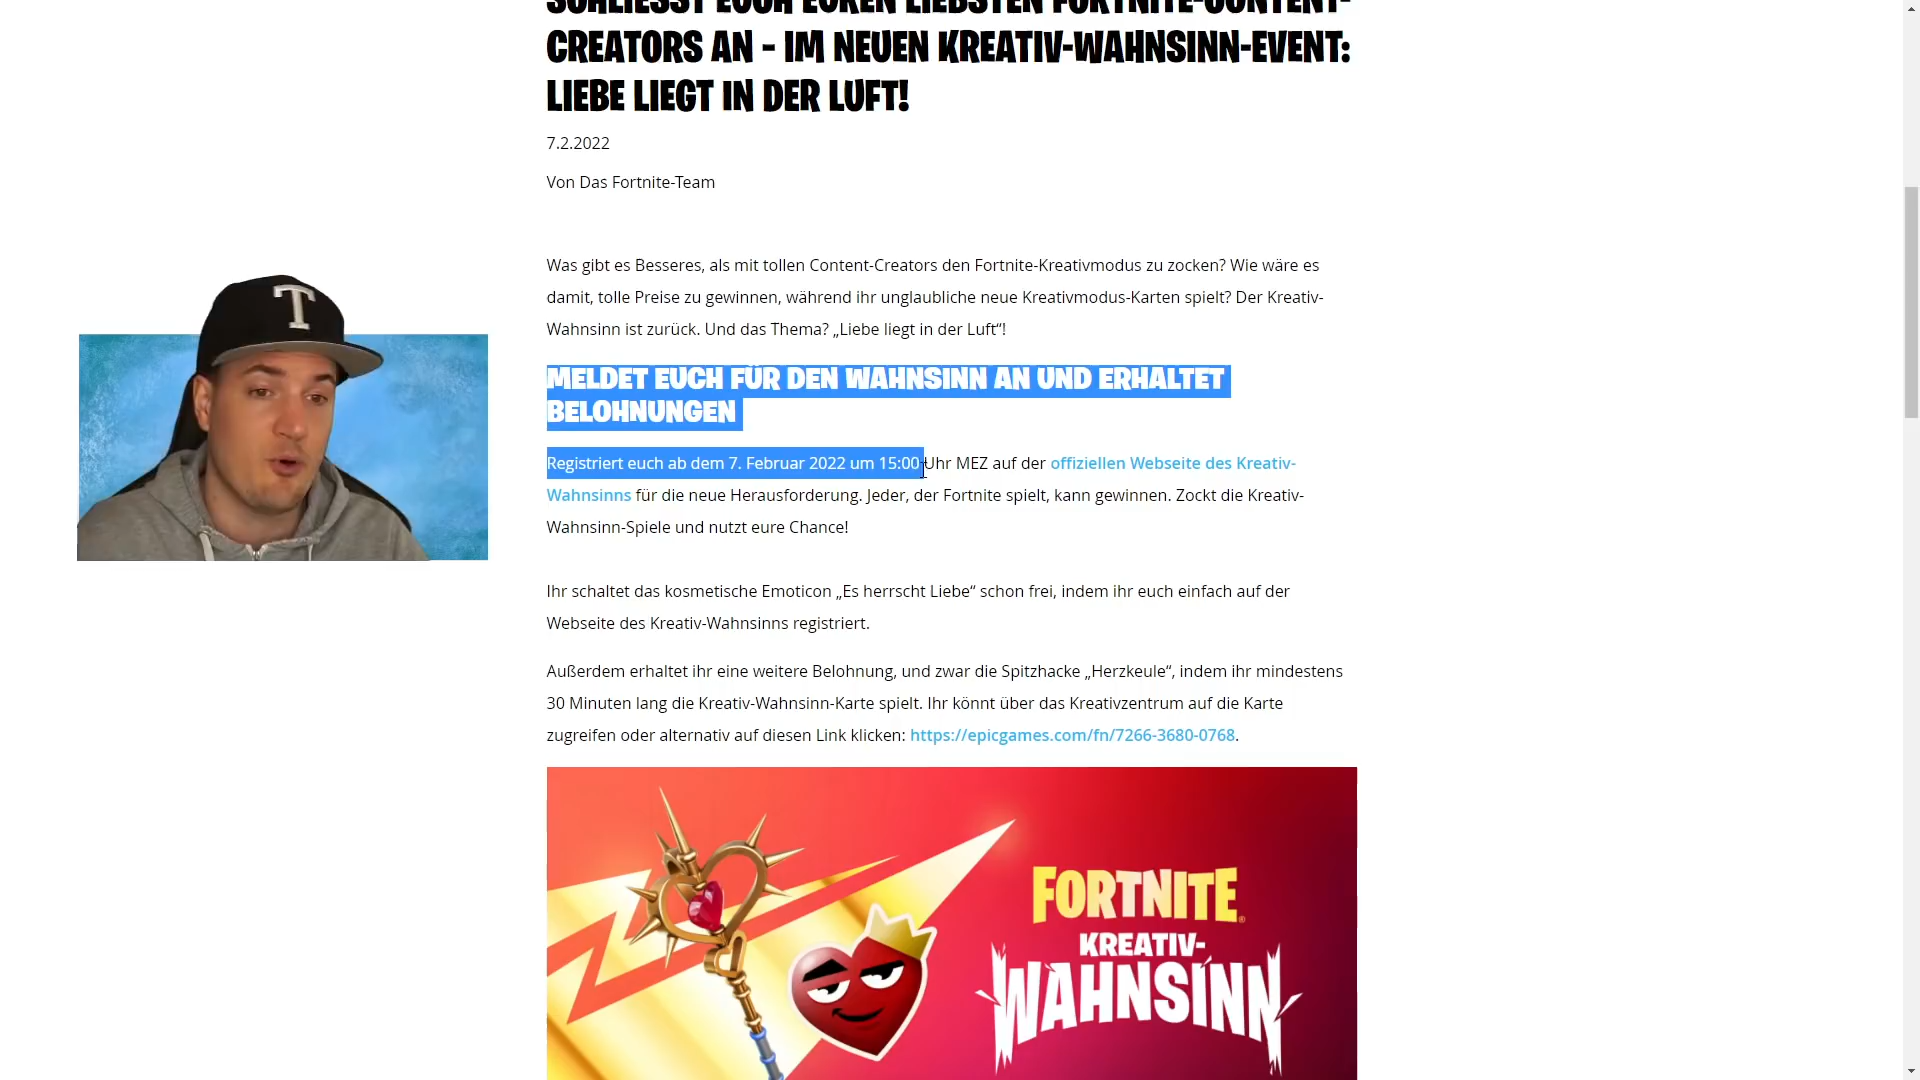 SCHLIESST EUCH EUREN LIEBSTEN FORTNITE-CONTENT-
CREATORS AN – IM NEUEN KREATIV-WAHNSINN-EVENT:
LIEBE LIEGT IN DER LUFT!
7.2.2022
Von Das Fortnite-Team
Was gibt es Besseres, als mit tollen Content-Creators den Fortnite-Kreativmodus zu zocken? Wie wäre es
damit, tolle Preise zu gewinnen, während ihr unglaubliche neue Kreativmodus-Karten spielt? Der Kreativ-
Wahnsinn ist zurück. Und das Thema? „Liebe liegt in der Luft“!
MELDET EUCH FÜR DEN WAHNSINN AN UND ERHALTET
BELOHNUNGEN
Registriert euch ab dem 7. Februar 2022 um 15:00 Uhr MEZ auf der offiziellen Webseite des Kreativ-
Wahnsinns für die neue Herausforderung. Jeder, der Fortnite spielt, kann gewinnen. Zockt die Kreativ-
Wahnsinn-Spiele und nutzt eure Chance!
Ihr schaltet das kosmetische Emoticon „Es herrscht Liebe“ schon frei, indem ihr euch einfach auf der
Webseite des Kreativ-Wahnsinns registriert.
Außerdem erhaltet ihr eine weitere Belohnung, und zwar die Spitzhacke „Herzkeule“, indem ihr mindestens
30 Minuten lang die Kreativ-Wahnsinn-Karte spielt. Ihr könnt über das Kreativzentrum auf die Karte
zugreifen oder alternativ auf diesen Link klicken: https://epicgames.com/fn/7266-3680-0768.
T
FORTNITE
KREATIV-
WAHNSINN